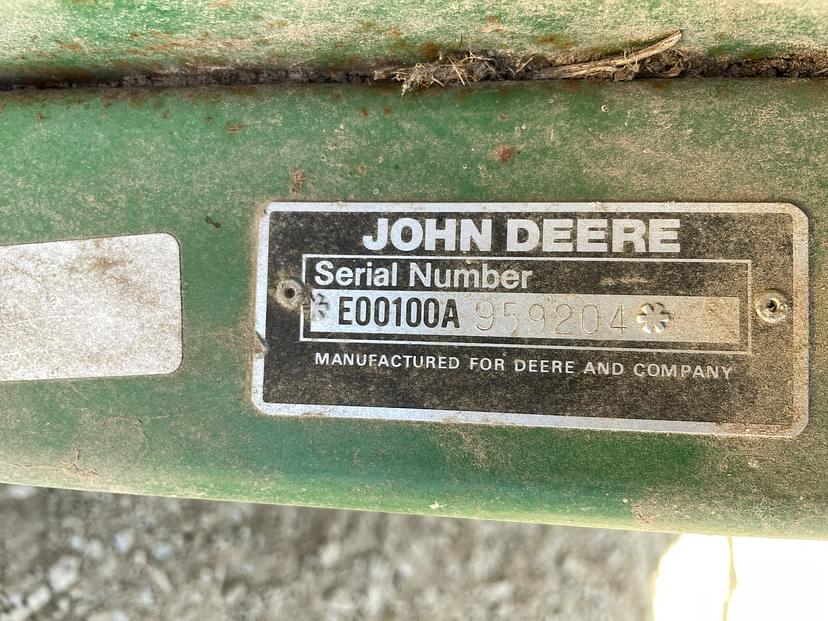 JOHN DEERE
Serial Number
* E00100A 959204 *
MANUFACTURED FOR DEERE AND COMPANY